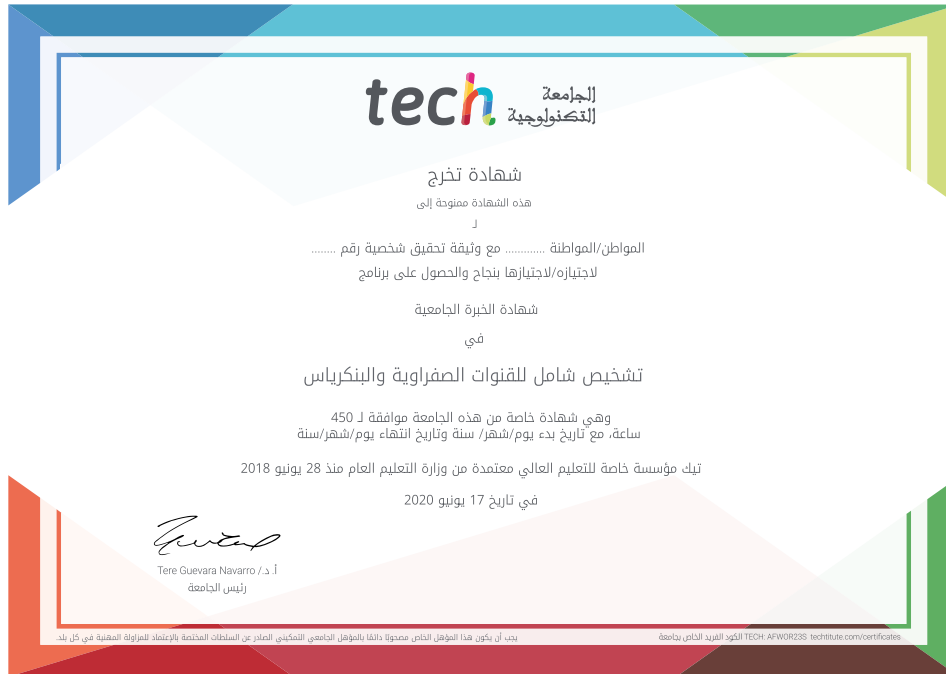 tech
الجامعة
التكنولوجية
شهادة تخرج
هذه الشهادة ممنوحة إلى
لـ
المواطن/المواطنة ............. مع وثيقة تحقيق شخصية رقم ........
لاجتيازه/لاجتيازها بنجاح والحصول على برنامج
شهادة الخبرة الجامعية
في
تشخيص شامل للقنوات الصفراوية والبنكرياس
وهي شهادة خاصة من هذه الجامعة موافقة لـ 450
ساعة، مع تاريخ بدء يوم/شهر/ سنة وتاريخ انتهاء يوم/شهر/سنة
تيك مؤسسة خاصة للتعليم العالي معتمدة من وزارة التعليم العام منذ 28 يونيو 2018
في تاريخ 17 يونيو 2020
أ. د./ Tere Guevara Navarro
رئيس الجامعة
يجب أن يكون هذا المؤهل الخاص مصحوبًا دائمًا بالمؤهل الجامعي التمكيني الصادر عن السلطات المختصة بالإعتماد للمزاولة المهنية في كل بلد.
الكود الفريد الخاص بجامعة TECH: AFWOR23S techtitute.com/certificates